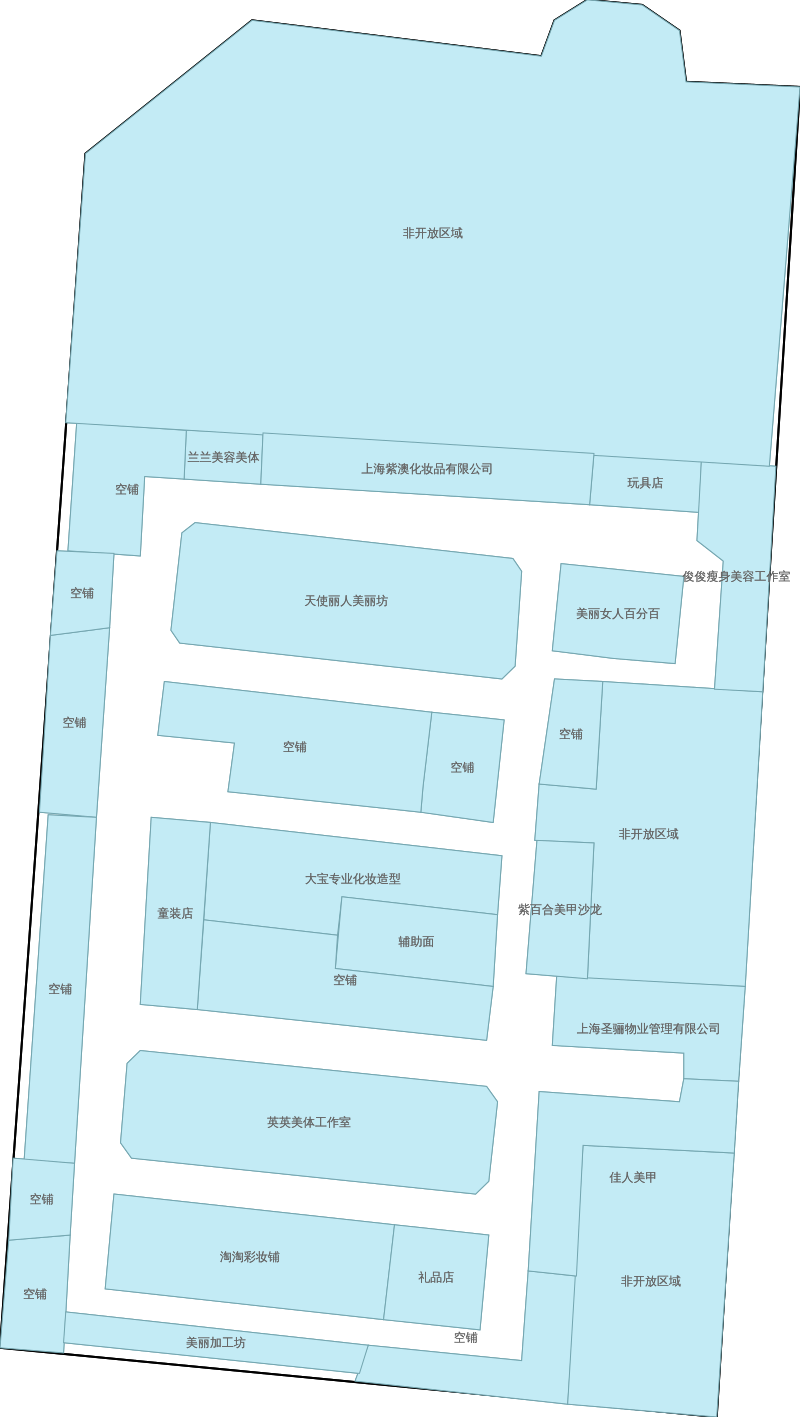 非开放区域
兰兰美容美体
上海紫澳化妆品有限公司
玩具店
空铺
俊俊瘦身美容工作室
空铺
天使丽人美丽坊
美丽女人百分百
空铺
空铺
空铺
空铺
非开放区域
大宝专业化妆造型
童装店
紫百合美甲沙龙
辅助面
空铺
空铺
上海圣骊物业管理有限公司
英英美体工作室
佳人美甲
空铺
淘淘彩妆铺
礼品店
非开放区域
空铺
空铺
美丽加工坊